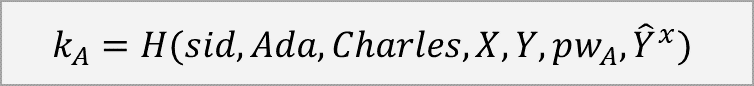 k_A = H(sid, Ada, Charles, X, Y, pw_A, Ŷ^x)